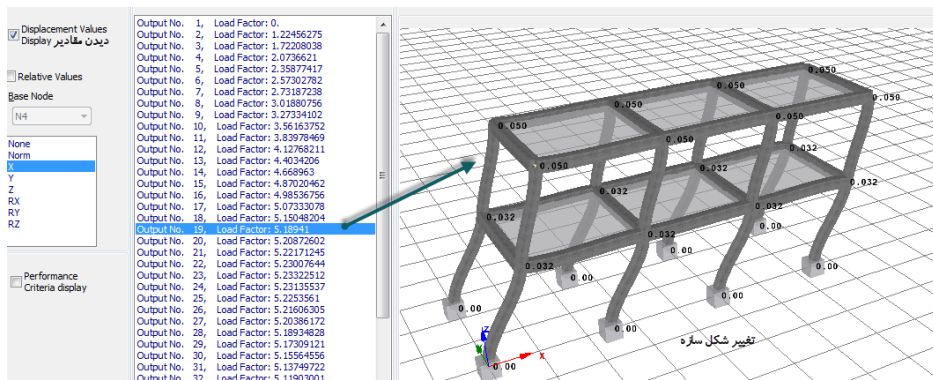 Displacement Values
Display دیدن مقادیر
Relative Values
Base Node
N4
None
Norm
X
Y
Z
RX
RY
RZ
Performance
Criteria display
Output No. 1, Load Factor: 0.
Output No. 2, Load Factor: 1.22456275
Output No. 3, Load Factor: 1.72208038
Output No. 4, Load Factor: 2.0736621
Output No. 5, Load Factor: 2.35877417
Output No. 6, Load Factor: 2.57302782
Output No. 7, Load Factor: 2.73187238
Output No. 8, Load Factor: 3.01880756
Output No. 9, Load Factor: 3.27334102
Output No. 10, Load Factor: 3.56163752
Output No. 11, Load Factor: 3.83978469
Output No. 12, Load Factor: 4.12768211
Output No. 13, Load Factor: 4.4034206
Output No. 14, Load Factor: 4.668963
Output No. 15, Load Factor: 4.87020462
Output No. 16, Load Factor: 4.98536756
Output No. 17, Load Factor: 5.07333078
Output No. 18, Load Factor: 5.15048204
Output No. 19, Load Factor: 5.18941
Output No. 20, Load Factor: 5.20872602
Output No. 21, Load Factor: 5.22171245
Output No. 22, Load Factor: 5.23007644
Output No. 23, Load Factor: 5.23322512
Output No. 24, Load Factor: 5.23135537
Output No. 25, Load Factor: 5.2253561
Output No. 26, Load Factor: 5.21606305
Output No. 27, Load Factor: 5.20386172
Output No. 28, Load Factor: 5.18934828
Output No. 29, Load Factor: 5.17309121
Output No. 30, Load Factor: 5.15564556
Output No. 31, Load Factor: 5.13749722
Output No. 32, Load Factor: 5.11903001
0.050
0.050
0.050
0.050
0.050
0.050
0.050
0.050
0.032
0.032
0.032
0.032
0.032
0.032
0.032
0.032
0.00
0.00
0.00
0.00
0.00
0.00
0.00
0.00
Z
Y
X
تغییر شکل سازه